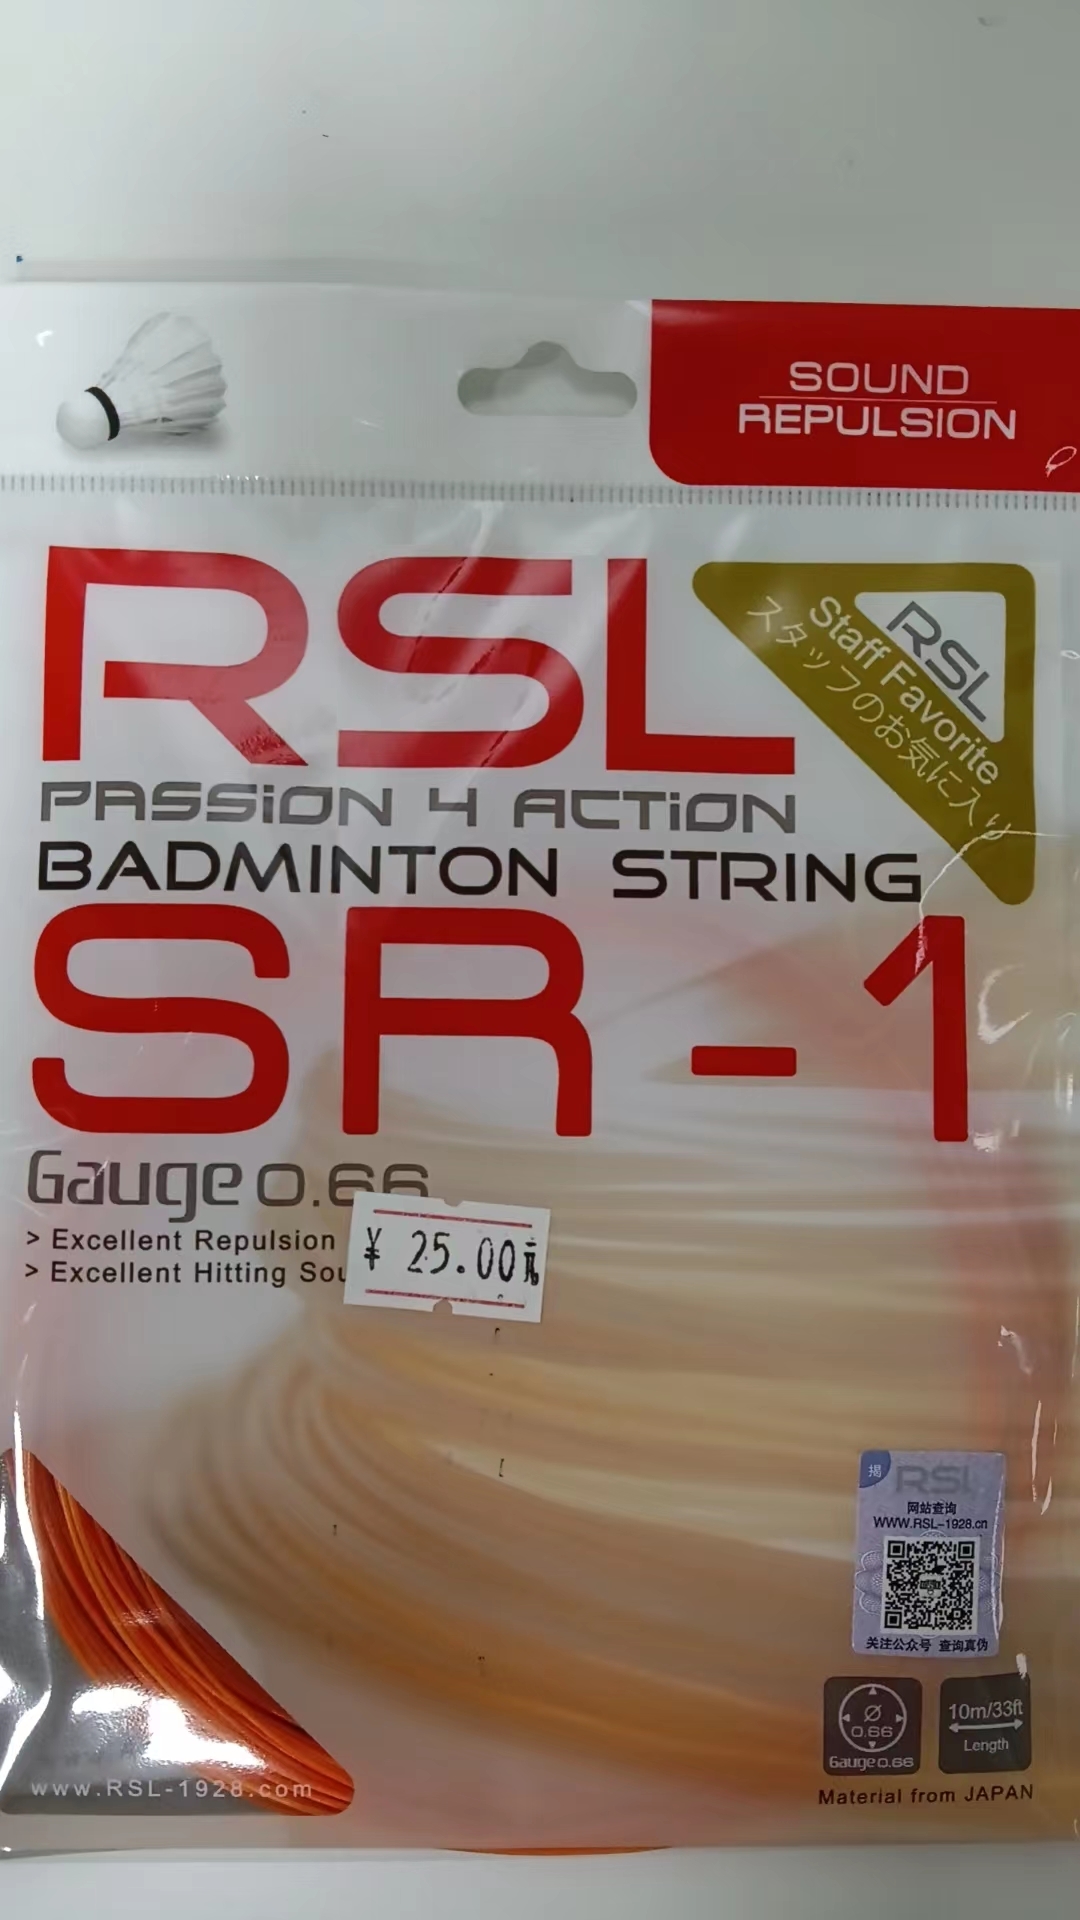 SOUND
REPULSION
RSL
RSL
Staff Favorite
スタッフのお気に入り
PASSiON 4 ACTiON
BADMINTON STRING
SR-1
Gauge 0.66
> Excellent Repulsion
> Excellent Hitting
¥ 25.00元
揭
RSL
网站查询
WWW.RSL-1928.cn
关注公众号 查询真伪
0.66
Gauge 0.66
10m/33ft
Length
Material from JAPAN
www.RSL-1928.com